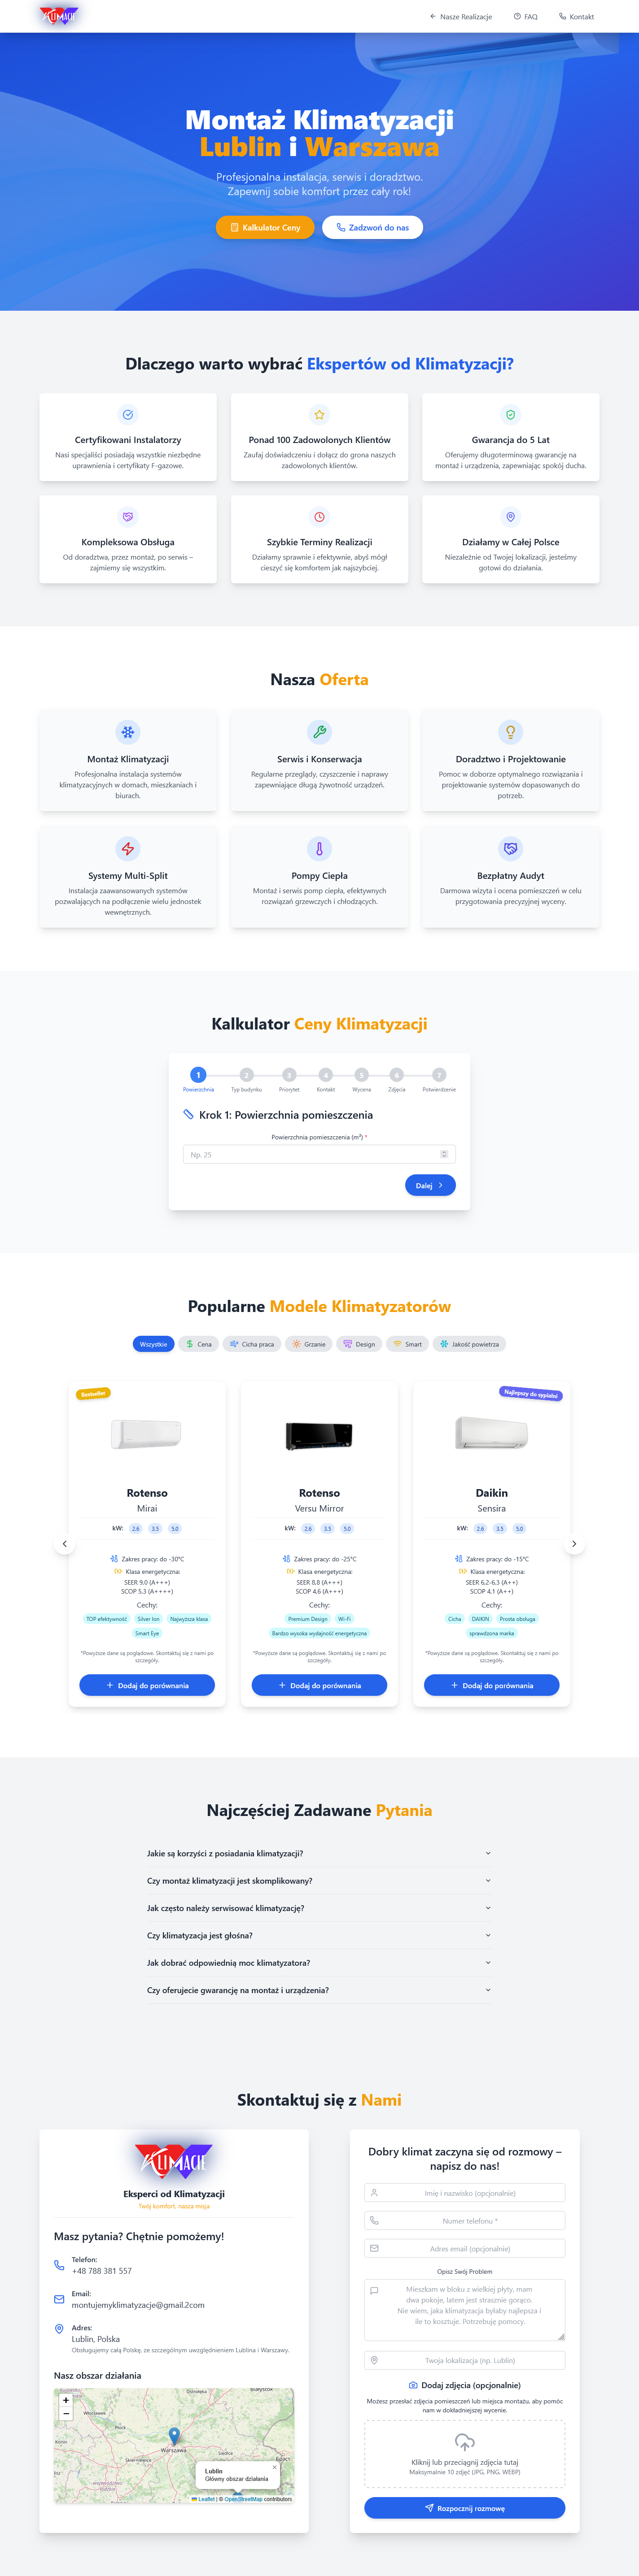 KLIMACIE
Nasze Realizacje
FAQ
Kontakt
Montaż Klimatyzacji
Lublin i Warszawa
Profesjonalna instalacja, serwis i doradztwo.
Zapewnij sobie komfort przez cały rok!
Kalkulator Ceny
Zadzwoń do nas
Dlaczego warto wybrać Ekspertów od Klimatyzacji?
Certyfikowani Instalatorzy
Nasi specjaliści posiadają wszystkie niezbędne
uprawnienia i certyfikaty F-gazowe.
Ponad 100 Zadowolonych Klientów
Zaufaj doświadczeniu i dołącz do grona naszych
zadowolonych klientów.
Gwarancja do 5 Lat
Oferujemy długoterminową gwarancję na
montaż i urządzenia, zapewniając spokój ducha.
Kompleksowa Obsługa
Od doradztwa, przez montaż, po serwis –
zajmiemy się wszystkim.
Szybkie Terminy Realizacji
Działamy sprawnie i efektywnie, abyś mógł
cieszyć się komfortem jak najszybciej.
Działamy w Całej Polsce
Niezależnie od Twojej lokalizacji, jesteśmy
gotowi do działania.
Nasza Oferta
Montaż Klimatyzacji
Profesjonalna instalacja systemów
klimatyzacyjnych w domach, mieszkaniach i
biurach.
Serwis i Konserwacja
Regularne przeglądy, czyszczenie i naprawy
zapewniające długą żywotność urządzeń.
Doradztwo i Projektowanie
Pomoc w doborze optymalnego rozwiązania i
projektowanie systemów dopasowanych do
potrzeb.
Systemy Multi-Split
Instalacja zaawansowanych systemów
pozwalających na podłączenie wielu jednostek
wewnętrznych.
Pompy Ciepła
Montaż i serwis pomp ciepła, efektywnych
rozwiązań grzewczych i chłodzących.
Bezpłatny Audyt
Darmowa wizyta i ocena pomieszczeń w celu
przygotowania precyzyjnej wyceny.
Kalkulator Ceny Klimatyzacji
1
2
3
4
5
6
7
Powierzchnia
Typ budynku
Priorytet
Kontakt
Wycena
Zdjęcia
Potwierdzenie
Krok 1: Powierzchnia pomieszczenia
Powierzchnia pomieszczenia (m²) *
Np. 25
Dalej
Popularne Modele Klimatyzatorów
Wszystkie
Cena
Cicha praca
Grzanie
Design
Smart
Jakość powietrza
Bestseller
Rotenso
Mirai
kW: 2.6 3.5 5.0
Zakres pracy: do -30°C
Klasa energetyczna:
SEER 9.0 (A+++)
SCOP 5.3 (A++++)
Cechy:
TOP efektywność
Silver Ion
Najwyższa klasa
Smart Eye
*Powyższe dane są poglądowe. Skontaktuj się z nami po
szczegóły.
Dodaj do porównania
Rotenso
Versu Mirror
kW: 2.6 3.5 5.0
Zakres pracy: do -25°C
Klasa energetyczna:
SEER 8.8 (A+++)
SCOP 4.6 (A+++)
Cechy:
Premium Design
Wi-Fi
Bardzo wysoka wydajność energetyczna
*Powyższe dane są poglądowe. Skontaktuj się z nami po
szczegóły.
Dodaj do porównania
Najlepszy do sypialni
Daikin
Sensira
kW: 2.6 3.5 5.0
Zakres pracy: do -15°C
Klasa energetyczna:
SEER 6.2-6.3 (A++)
SCOP 4.1 (A++)
Cechy:
Cicha
DAIKIN
Prosta obsługa
sprawdzona marka
*Powyższe dane są poglądowe. Skontaktuj się z nami po
szczegóły.
Dodaj do porównania
Najczęściej Zadawane Pytania
Jakie są korzyści z posiadania klimatyzacji?
Czy montaż klimatyzacji jest skomplikowany?
Jak często należy serwisować klimatyzację?
Czy klimatyzacja jest głośna?
Jak dobrać odpowiednią moc klimatyzatora?
Czy oferujecie gwarancję na montaż i urządzenia?
Skontaktuj się z Nami
KLIMACIE
Eksperci od Klimatyzacji
Twój komfort, nasza misja
Masz pytania? Chętnie pomożemy!
Telefon:
+48 788 381 557
Email:
montujemyklimatyzacje@gmail.com
Adres:
Lublin, Polska
Obsługujemy całą Polskę, ze szczególnym uwzględnieniem Lublina i Warszawy.
Nasz obszar działania
+
−
Ostrołęka
Białystok
Włocławek
Płock
Konin
Warszawa
Siedlce
Skierniewice
Lublin
Główny obszar działania
Leaflet | © OpenStreetMap contributors
Dobry klimat zaczyna się od rozmowy –
napisz do nas!
Imię i nazwisko (opcjonalnie)
Numer telefonu *
Adres email (opcjonalnie)
Opisz Swój Problem
Mieszkam w bloku z wielkiej płyty, mam
dwa pokoje, latem jest strasznie gorąco.
Nie wiem, jaka klimatyzacja byłaby najlepsza i
ile to kosztuje. Potrzebuję pomocy.
Twoja lokalizacja (np. Lublin)
Dodaj zdjęcia (opcjonalnie)
Możesz przesłać zdjęcia pomieszczeń lub miejsca montażu, aby pomóc
nam w dokładniejszej wycenie.
Kliknij lub przeciągnij zdjęcia tutaj
Maksymalnie 10 zdjęć (JPG, PNG, WEBP)
Rozpocznij rozmowę